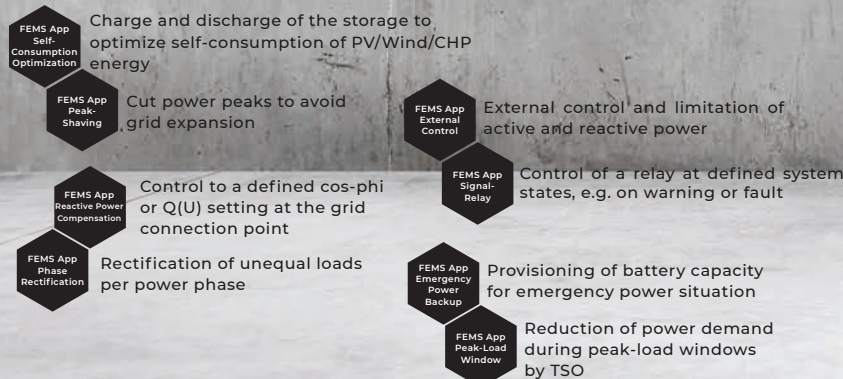 FEMS App
Self-
Consumption
Optimization
Charge and discharge of the storage to
optimize self-consumption of PV/Wind/CHP
energy
FEMS App
Peak-
Shaving
Cut power peaks to avoid
grid expansion
FEMS App
Reactive Power
Compensation
Control to a defined cos-phi
or Q(U) setting at the grid
connection point
FEMS App
Phase
Rectification
Rectification of unequal loads
per power phase
FEMS App
External
Control
External control and limitation of
active and reactive power
FEMS App
Signal-
Relay
Control of a relay at defined system
states, e.g. on warning or fault
FEMS App
Emergency
Power
Backup
Provisioning of battery capacity
for emergency power situation
FEMS App
Peak-Load
Window
Reduction of power demand
during peak-load windows
by TSO